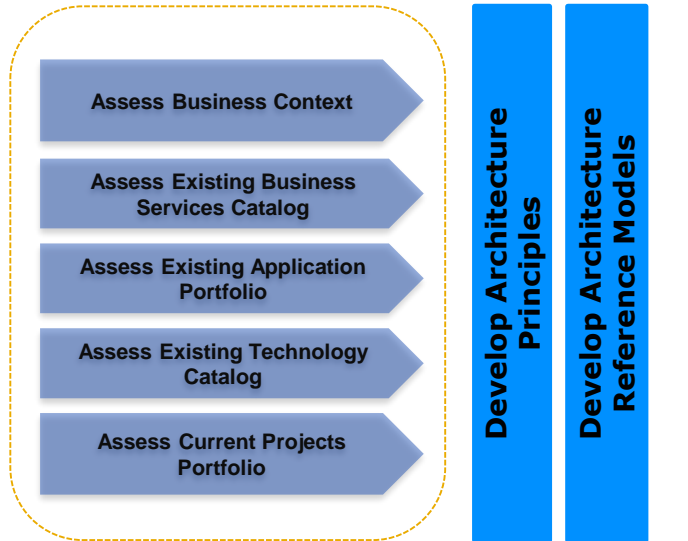 Assess Business Context
Assess Existing Business
Services Catalog
Assess Existing Application
Portfolio
Assess Existing Technology
Catalog
Assess Current Projects
Portfolio
Develop Architecture
Principles
Develop Architecture
Reference Models